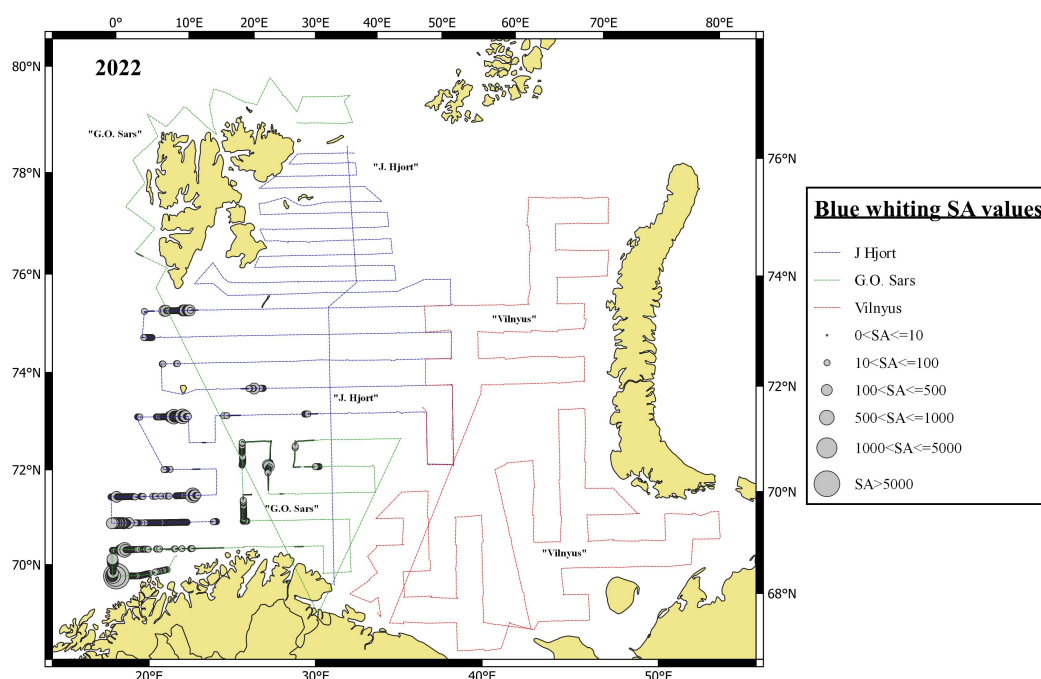 0° 10°E 20°E 30°E 40°E 50°E 60°E 70°E 80°E
80°N
2022
"G.O. Sars"
"J. Hjort"
76°N
78°N
Blue whiting SA values
J Hjort
76°N
74°N
G.O. Sars
"Vilnyus"
Vilnyus
0<SA<=10
10<SA<=100
74°N
72°N
100<SA<=500
"J. Hjort"
500<SA<=1000
1000<SA<=5000
72°N
70°N
SA>5000
"G.O. Sars"
"Vilnyus"
70°N
68°N
20°E 30°E 40°E 50°E